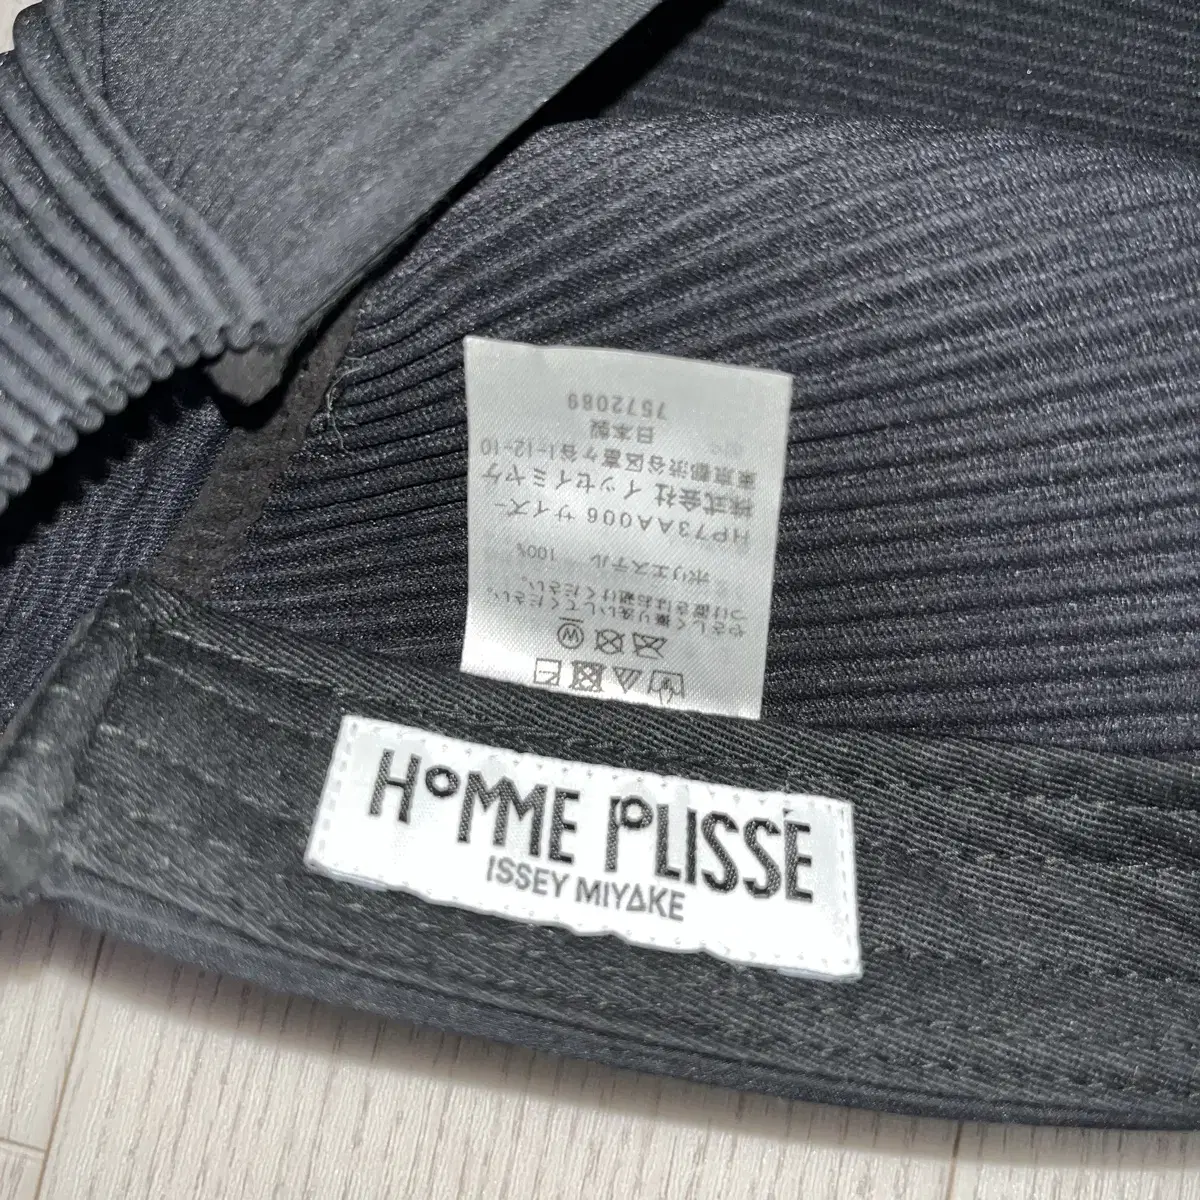 HOMME PLISSÉ
ISSEY MIYAKE
やさしく振り洗いしてください。
つけ置きはお避けください。
ポリエステル 100%
HP73AA006 サイズ-
株式会社 イッセイミヤケ
東京都渋谷区富ヶ谷1-12-10
日本製
7572089